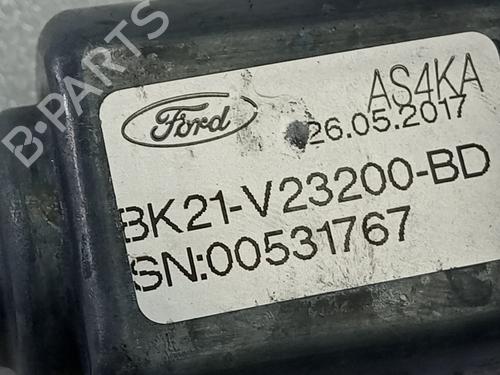 B-PARTS
Ford
AS4KA
26.05.2017
BK21-V23200-BD
SN:00531767